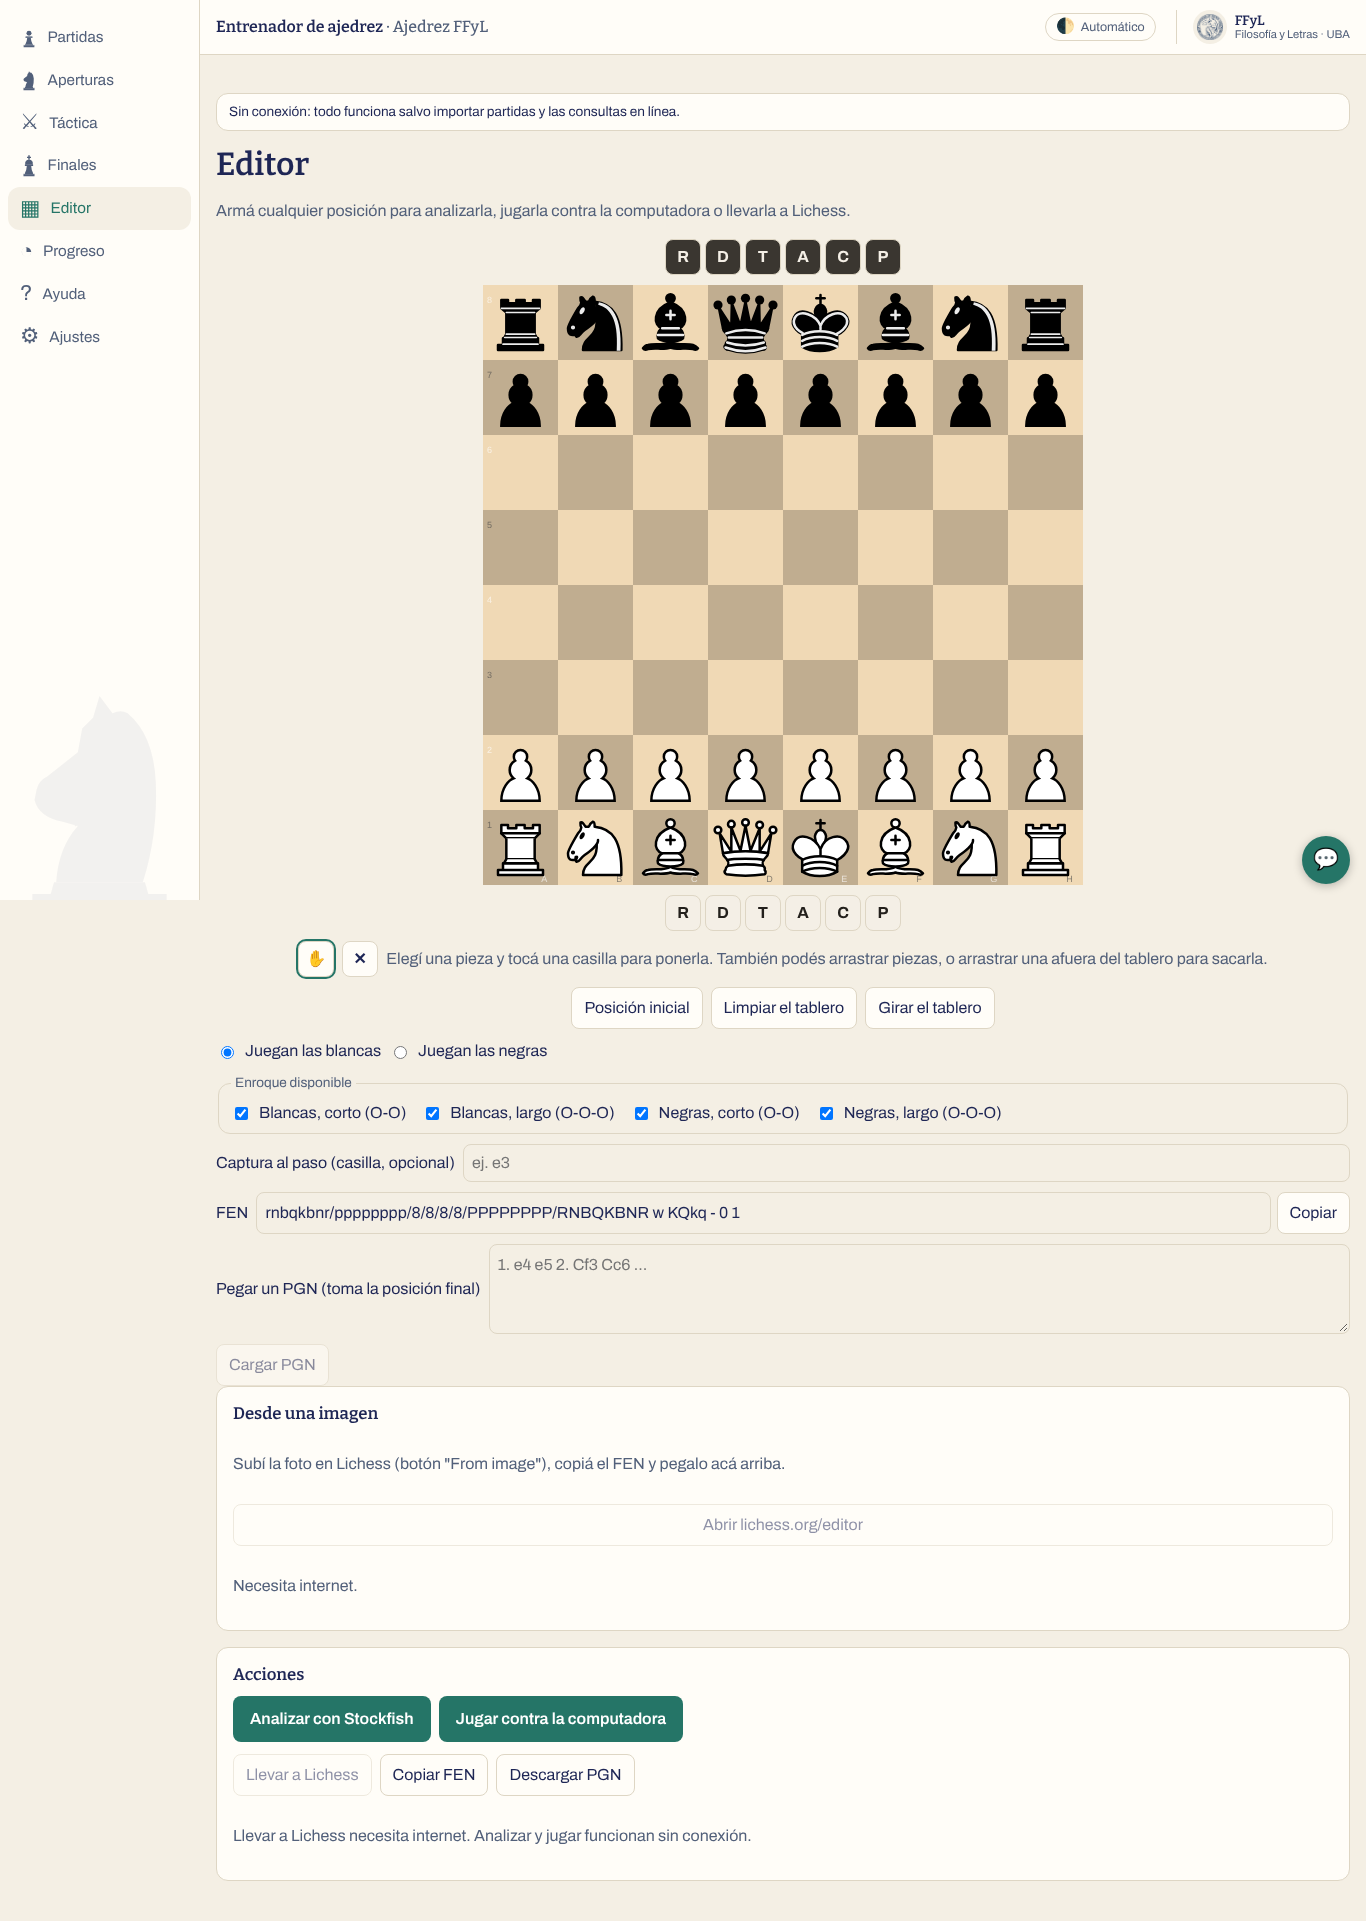 Partidas
Aperturas
Táctica
Finales
Editor
Progreso
? Ayuda
Ajustes
Entrenador de ajedrez · Ajedrez FFyL
Automático
FFyL
Filosofía y Letras · UBA
Sin conexión: todo funciona salvo importar partidas y las consultas en línea.
Editor
Armá cualquier posición para analizarla, jugarla contra la computadora o llevarla a Lichess.
R D T A C P
8
7
6
5
4
3
2
1
A B C D E F G H
R D T A C P
✕ Elegí una pieza y tocá una casilla para ponerla. También podés arrastrar piezas, o arrastrar una afuera del tablero para sacarla.
Posición inicial Limpiar el tablero Girar el tablero
Juegan las blancas Juegan las negras
Enroque disponible
Blancas, corto (O-O) Blancas, largo (O-O-O) Negras, corto (O-O) Negras, largo (O-O-O)
Captura al paso (casilla, opcional) ej. e3
FEN rnbqkbnr/pppppppp/8/8/8/8/PPPPPPPP/RNBQKBNR w KQkq - 0 1 Copiar
Pegar un PGN (toma la posición final) 1. e4 e5 2. Cf3 Cc6 ...
Cargar PGN
Desde una imagen
Subí la foto en Lichess (botón "From image"), copiá el FEN y pegalo acá arriba.
Abrir lichess.org/editor
Necesita internet.
Acciones
Analizar con Stockfish Jugar contra la computadora
Llevar a Lichess Copiar FEN Descargar PGN
Llevar a Lichess necesita internet. Analizar y jugar funcionan sin conexión.